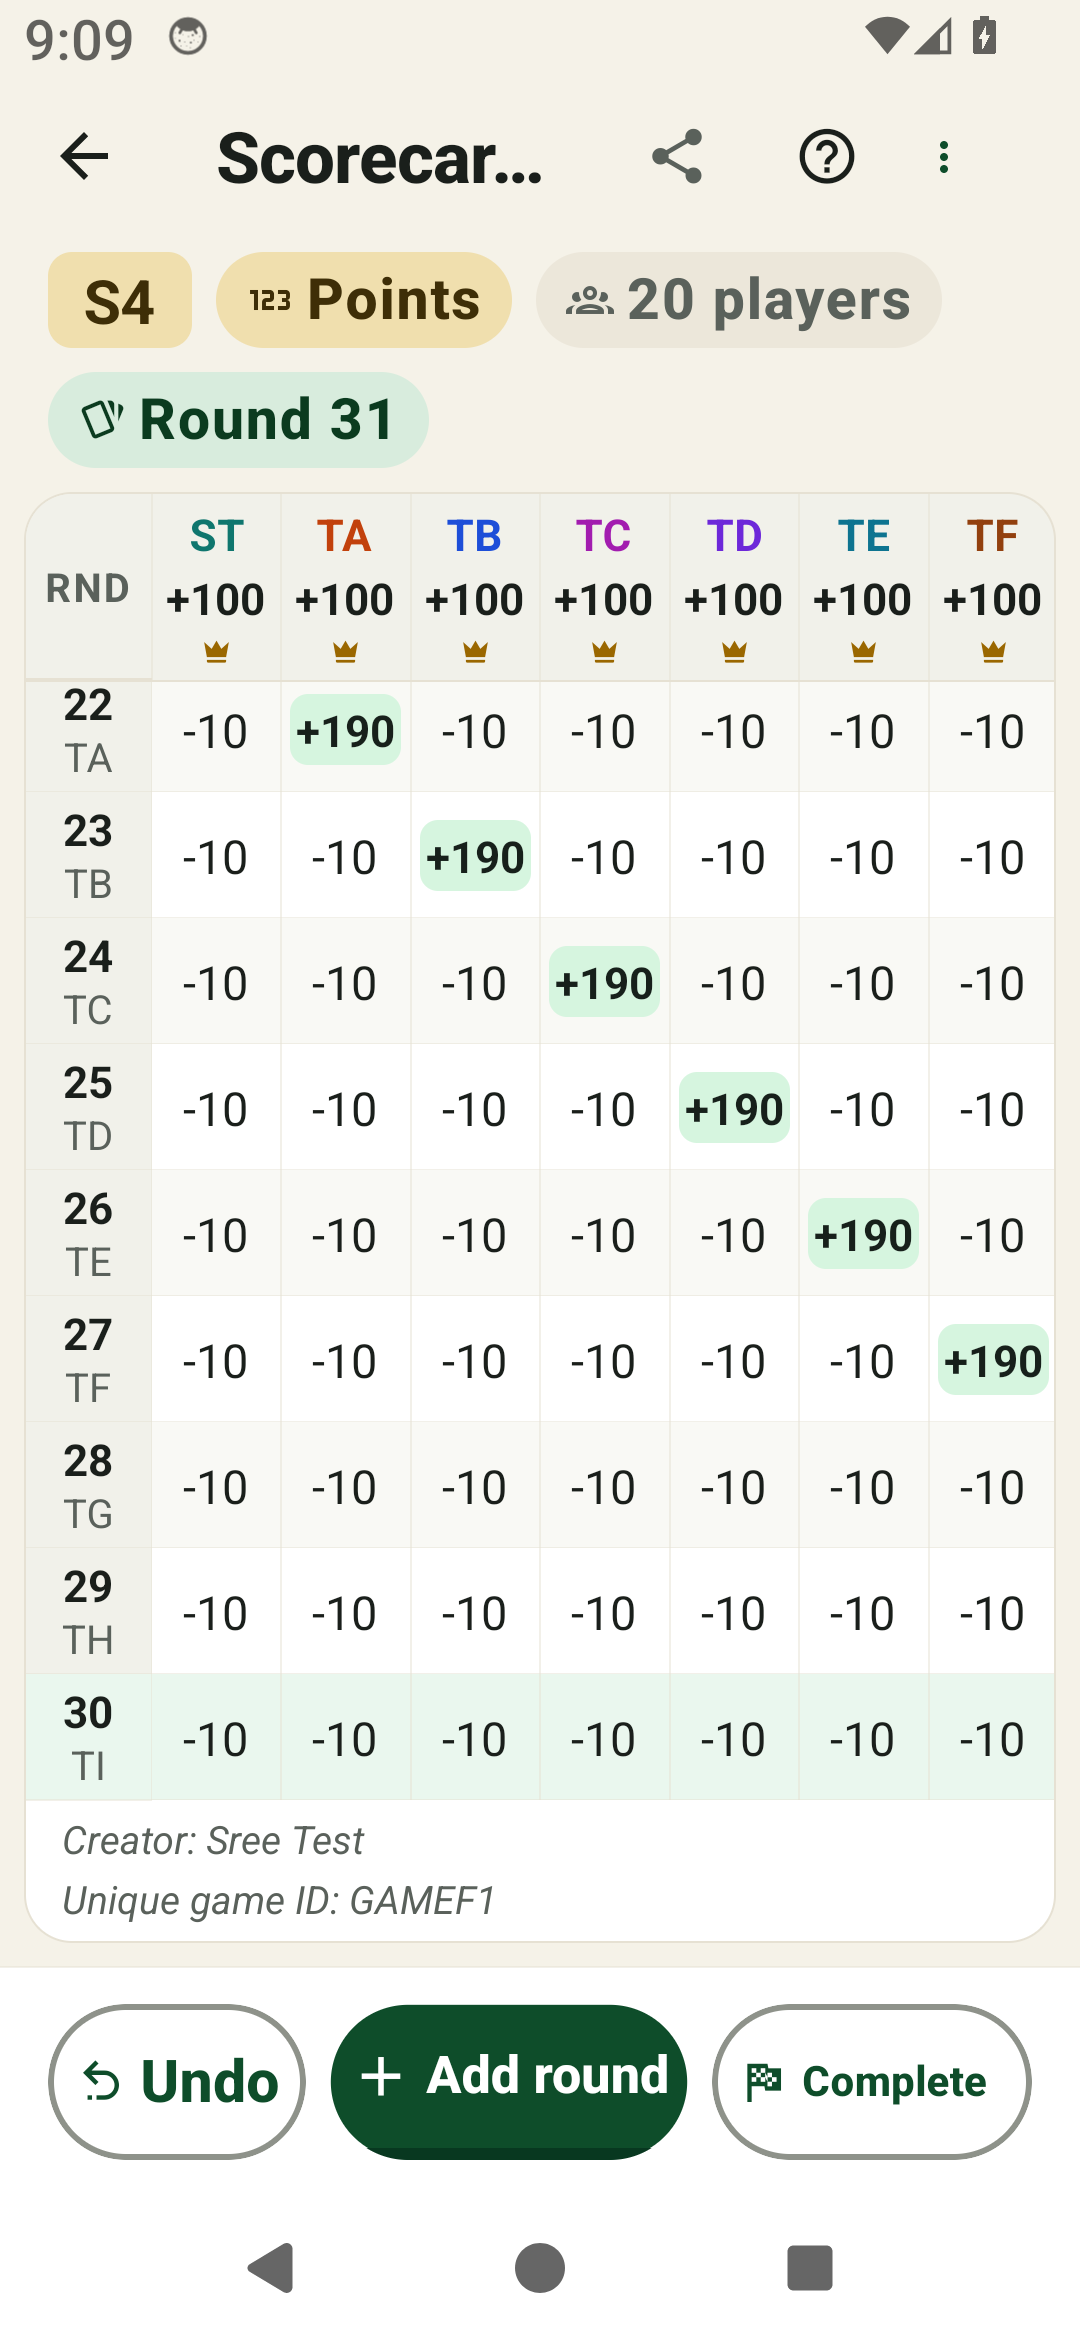 9:09
Scorecar...
S4
123 Points
20 players
Round 31
RND ST TA TB TC TD TE TF
+100 +100 +100 +100 +100 +100 +100
22 TA -10 +190 -10 -10 -10 -10 -10
23 TB -10 -10 +190 -10 -10 -10 -10
24 TC -10 -10 -10 +190 -10 -10 -10
25 TD -10 -10 -10 -10 +190 -10 -10
26 TE -10 -10 -10 -10 -10 +190 -10
27 TF -10 -10 -10 -10 -10 -10 +190
28 TG -10 -10 -10 -10 -10 -10 -10
29 TH -10 -10 -10 -10 -10 -10 -10
30 TI -10 -10 -10 -10 -10 -10 -10
Creator: Sree Test
Unique game ID: GAMEF1
Undo
+ Add round
Complete